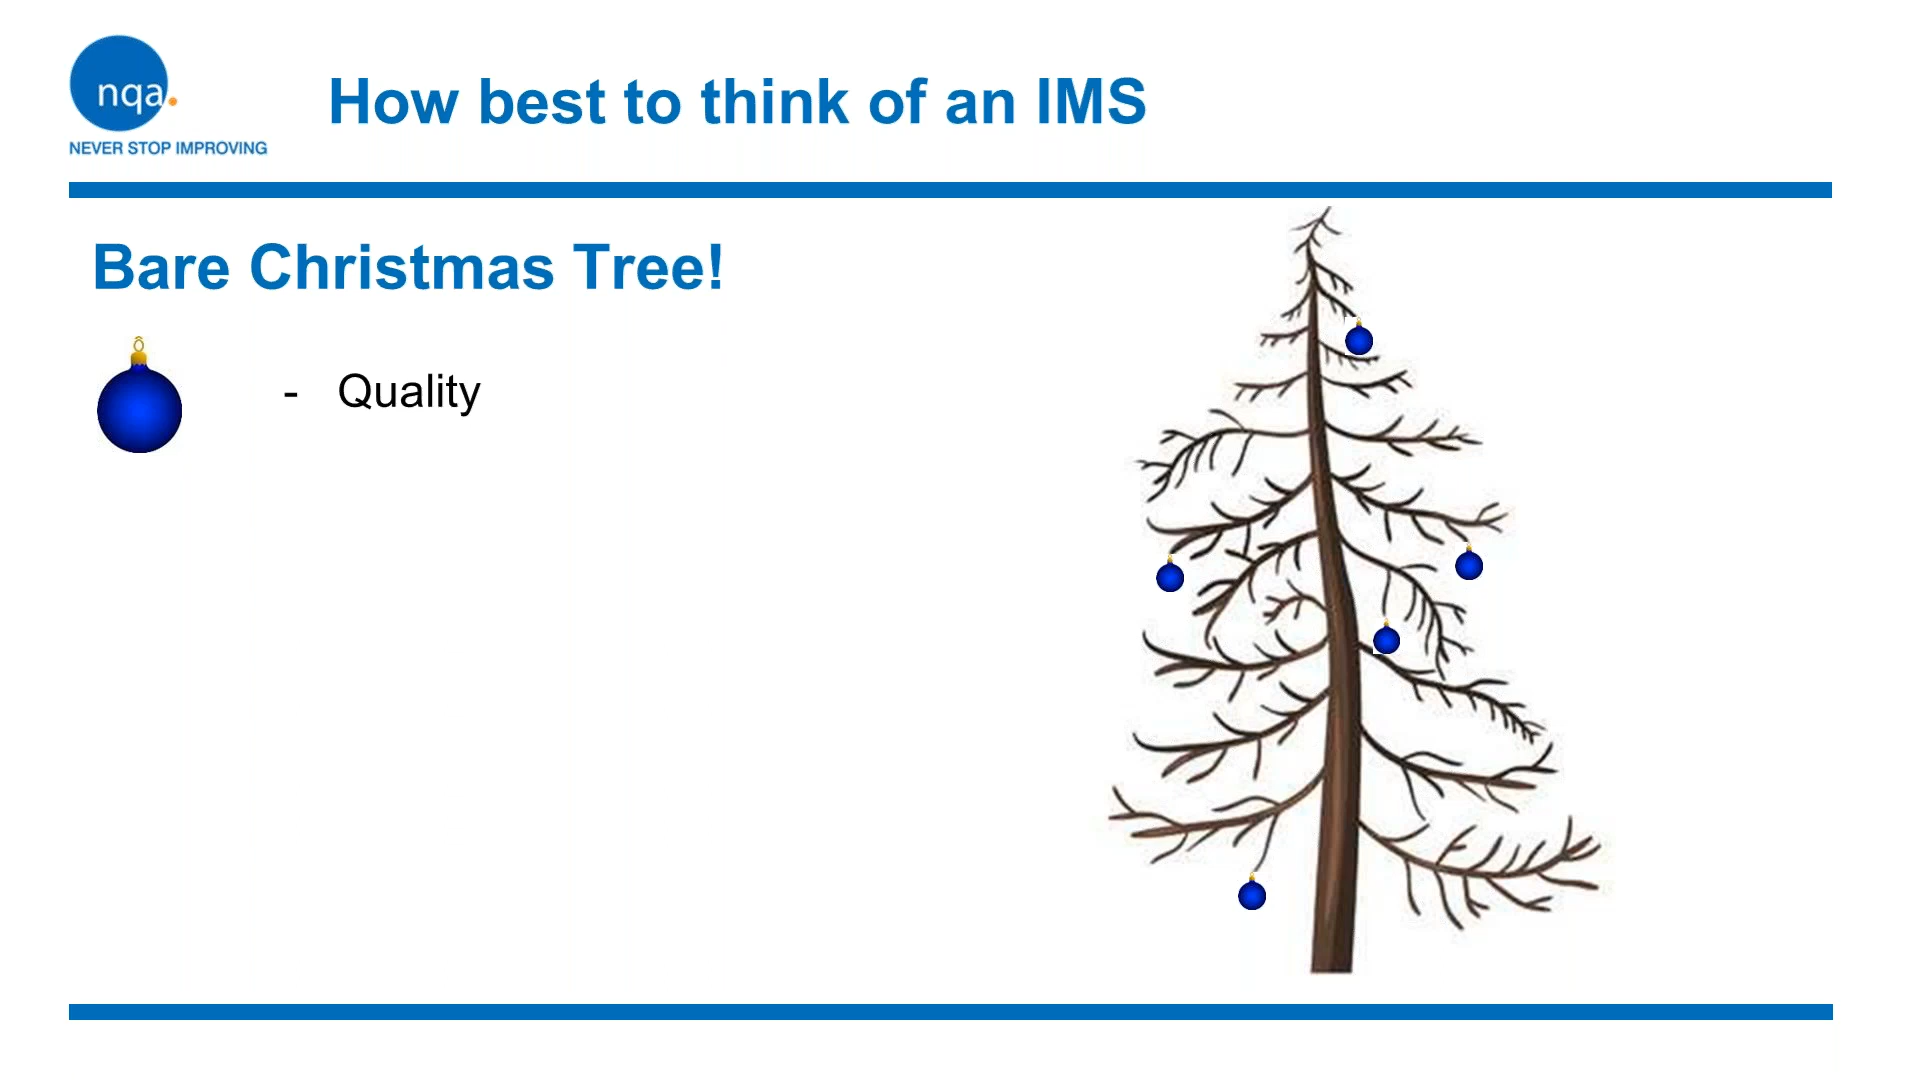 nqa.
NEVER STOP IMPROVING
How best to think of an IMS
Bare Christmas Tree!
- Quality